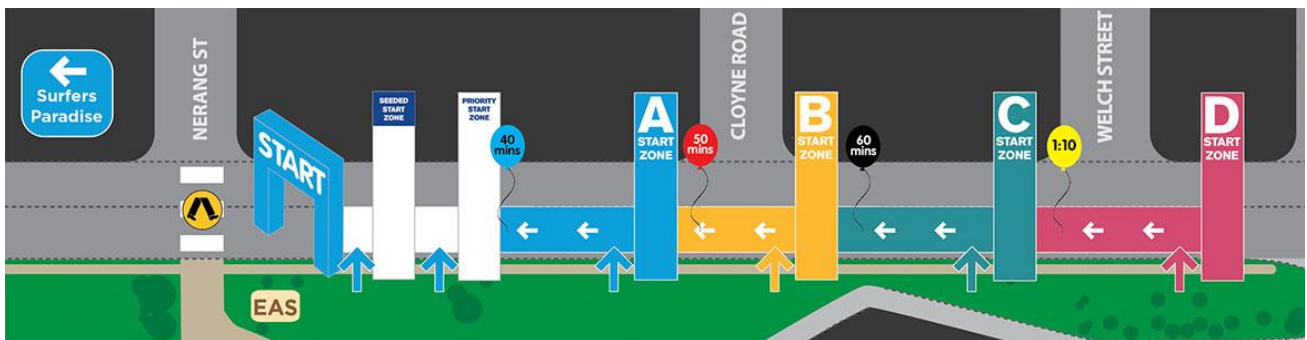 Surfers
Paradise
NERANG ST
START
EAS
SEEDED
START
ZONE
PRIORITY
START
ZONE
40
mins
A
START
ZONE
50
mins
CLOYNE ROAD
B
START
ZONE
60
mins
C
START
ZONE
1:10
WELCH STREET
D
START
ZONE